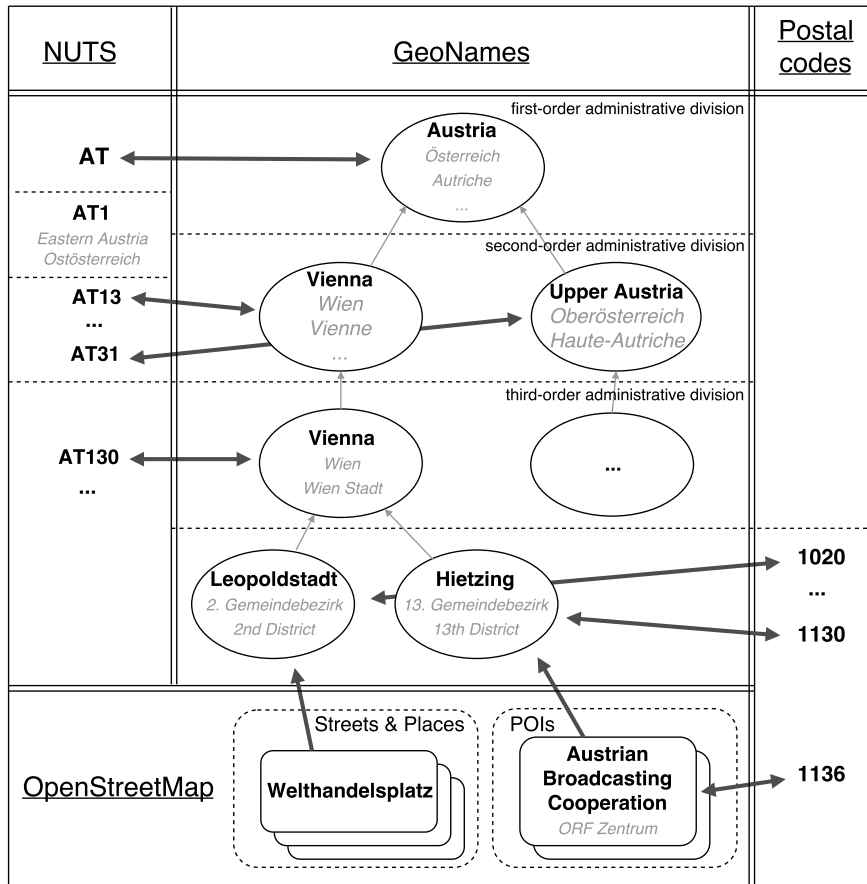 NUTS
GeoNames
Postal
codes
first-order administrative division
Austria
Österreich
Autriche
...
AT
AT1
Eastern Austria
Ostösterreich
second-order administrative division
Vienna
Wien
Vienne
...
Upper Austria
Oberösterreich
Haute-Autriche
AT13
...
AT31
third-order administrative division
Vienna
Wien
Wien Stadt
...
AT130
...
Leopoldstadt
2. Gemeindebezirk
2nd District
Hietzing
13. Gemeindebezirk
13th District
1020
...
1130
OpenStreetMap
Streets & Places
Welthandelsplatz
POIs
Austrian
Broadcasting
Cooperation
ORF Zentrum
1136